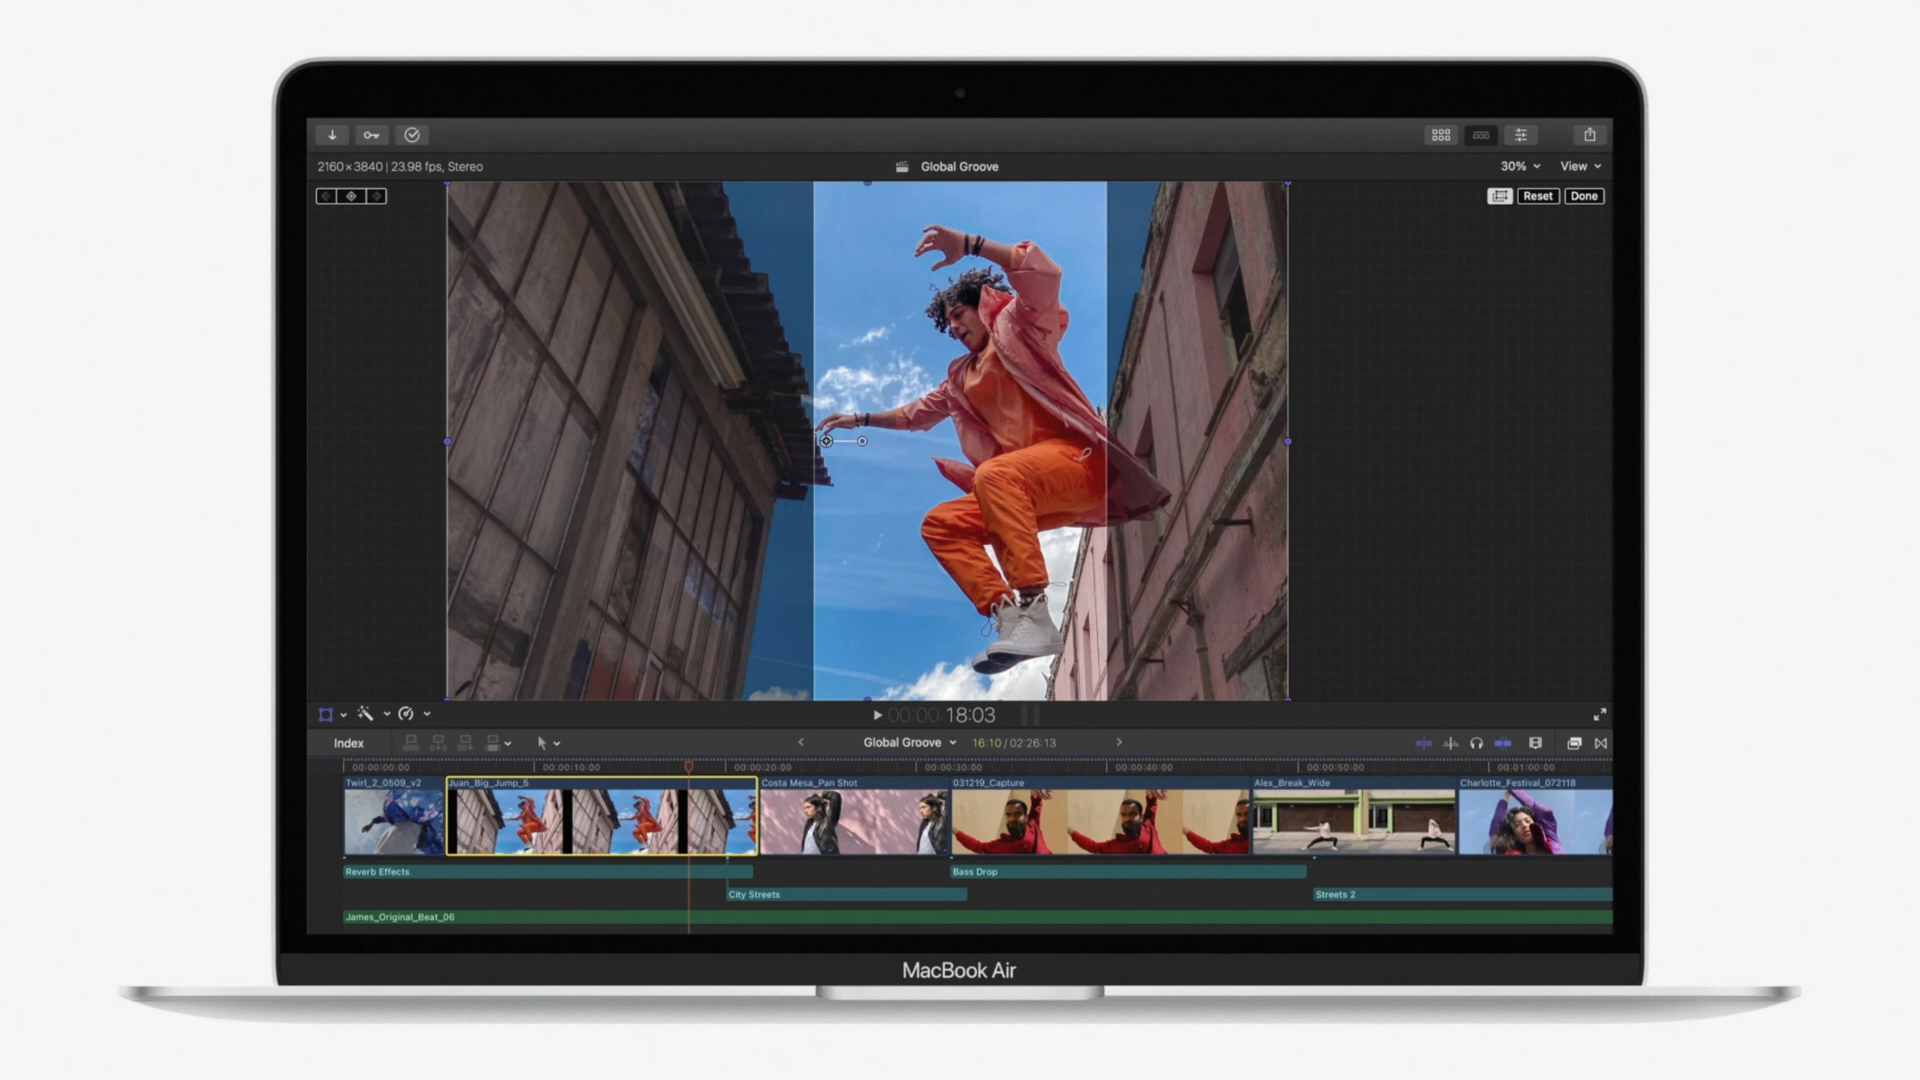 2160×3840 | 23.98 fps, Stereo
Global Groove
30%
View
Reset
Done
00:00:18:03
Index
Global Groove
16:10 / 02:26:13
00:00:00:00
00:00:10:00
00:00:20:00
00:00:30:00
00:00:40:00
00:00:50:00
00:01:00:00
Twirl_2_0509_v2
Juan_Big_Jump_5
Costa Mesa_Pan Shot
031219_Capture
Alex_Break_Wide
Charlotte_Festival_072118
Reverb Effects
Bass Drop
City Streets
Streets 2
James_Original_Beat_06
MacBook Air